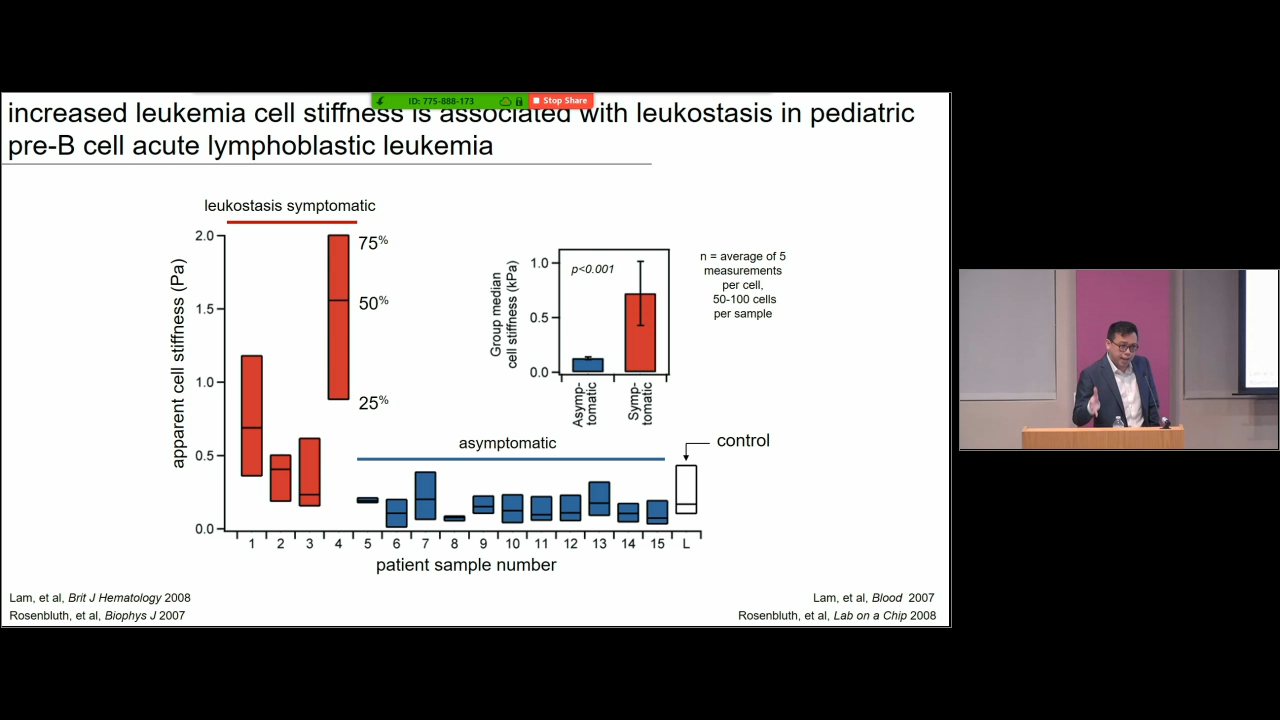 ID: 775-888-173
Stop Share
increased leukemia cell stiffness is associated with leukostasis in pediatric
pre-B cell acute lymphoblastic leukemia
leukostasis symptomatic
apparent cell stiffness (Pa)
2.0
1.5
1.0
0.5
0.0
75%
50%
25%
Group median
cell stiffness (kPa)
1.0
0.5
0.0
p<0.001
Asymp-
tomatic
Symp-
tomatic
n = average of 5
measurements
per cell,
50-100 cells
per sample
asymptomatic
control
1 2 3 4 5 6 7 8 9 10 11 12 13 14 15 L
patient sample number
Lam, et al, Brit J Hematology 2008
Rosenbluth, et al, Biophys J 2007
Lam, et al, Blood 2007
Rosenbluth, et al, Lab on a Chip 2008